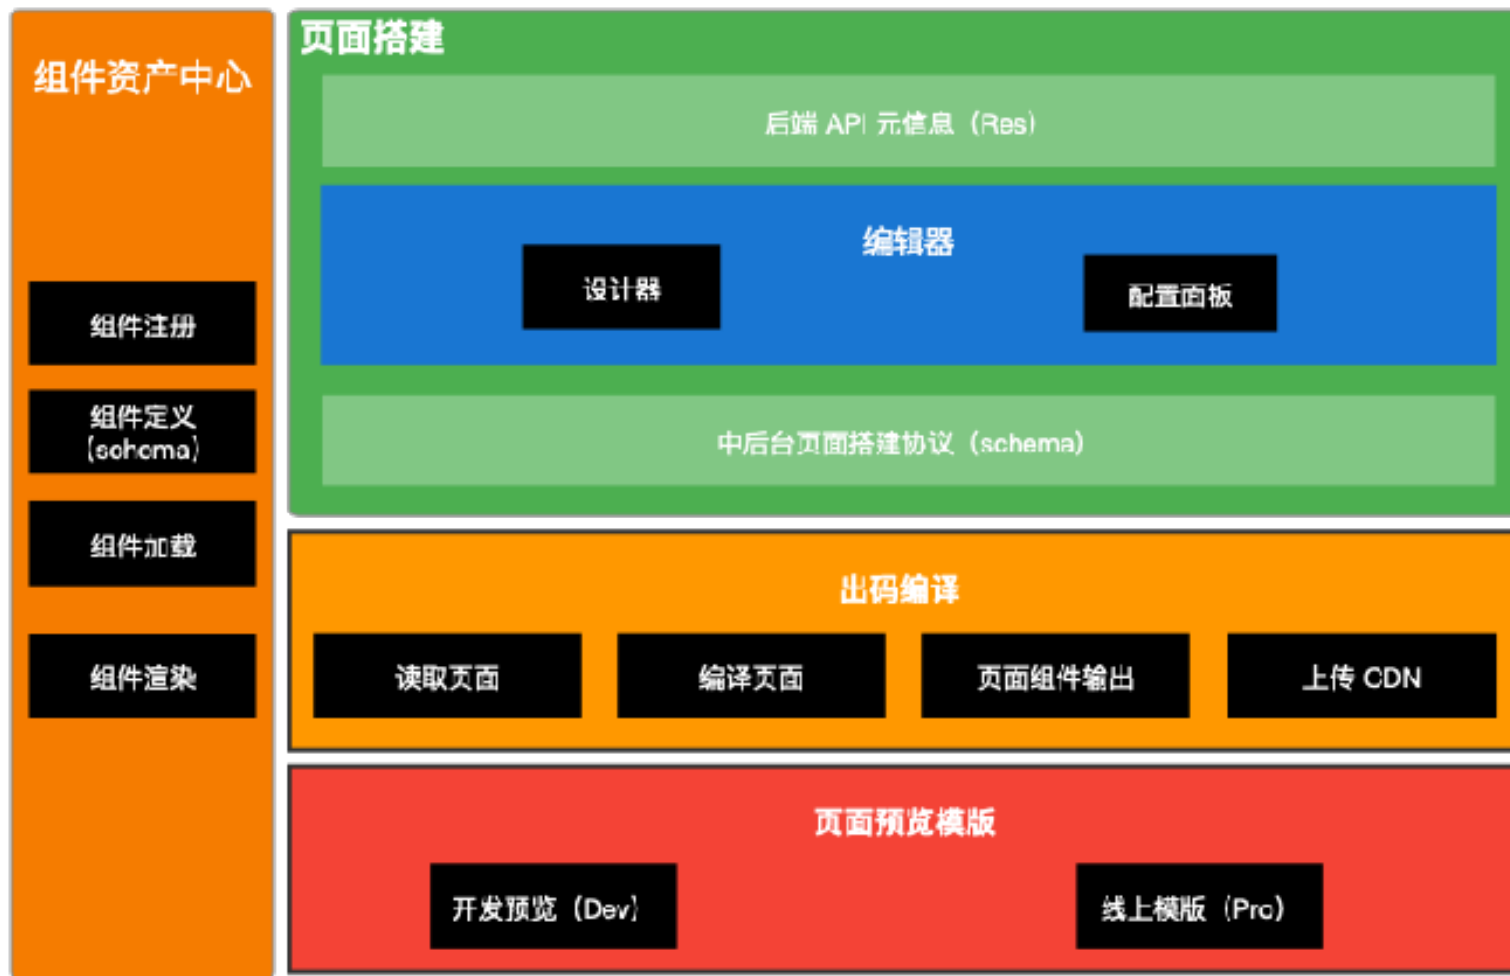 组件资产中心
组件注册
组件定义
(schema)
组件加载
组件渲染
页面搭建
后端 API 元信息（Res）
编辑器
设计器
配置面板
中后台页面搭建协议（schema）
出码编译
读取页面
编译页面
页面组件输出
上传 CDN
页面预览模版
开发预览（Dev）
线上模版（Pro）